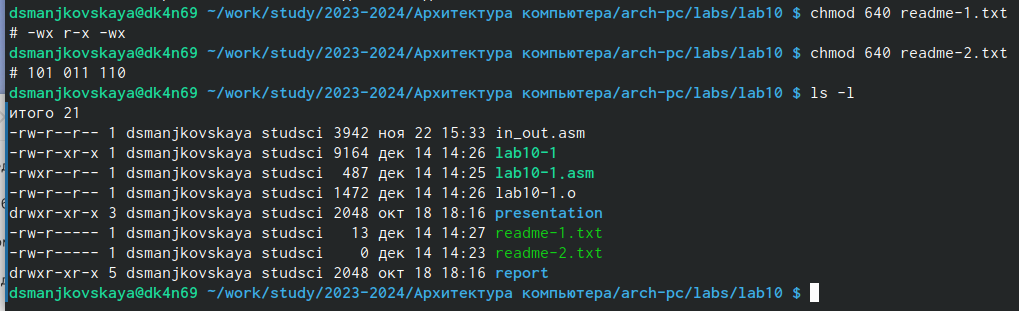 dsmanjkovskaya@dk4n69 ~/work/study/2023-2024/Архитектура компьютера/arch-pc/labs/lab10 $ chmod 640 readme-1.txt
# -wx r-x -wx
dsmanjkovskaya@dk4n69 ~/work/study/2023-2024/Архитектура компьютера/arch-pc/labs/lab10 $ chmod 640 readme-2.txt
# 101 011 110
dsmanjkovskaya@dk4n69 ~/work/study/2023-2024/Архитектура компьютера/arch-pc/labs/lab10 $ ls -l
итого 21
-rw-r--r-- 1 dsmanjkovskaya studsci 3942 ноя 22 15:33 in_out.asm
-rw-r-xr-x 1 dsmanjkovskaya studsci 9164 дек 14 14:26 lab10-1
-rwxr--r-- 1 dsmanjkovskaya studsci  487 дек 14 14:25 lab10-1.asm
-rw-r--r-- 1 dsmanjkovskaya studsci 1472 дек 14 14:26 lab10-1.o
drwxr-xr-x 3 dsmanjkovskaya studsci 2048 окт 18 18:16 presentation
-rw-r----- 1 dsmanjkovskaya studsci   13 дек 14 14:27 readme-1.txt
-rw-r----- 1 dsmanjkovskaya studsci    0 дек 14 14:23 readme-2.txt
drwxr-xr-x 5 dsmanjkovskaya studsci 2048 окт 18 18:16 report
dsmanjkovskaya@dk4n69 ~/work/study/2023-2024/Архитектура компьютера/arch-pc/labs/lab10 $